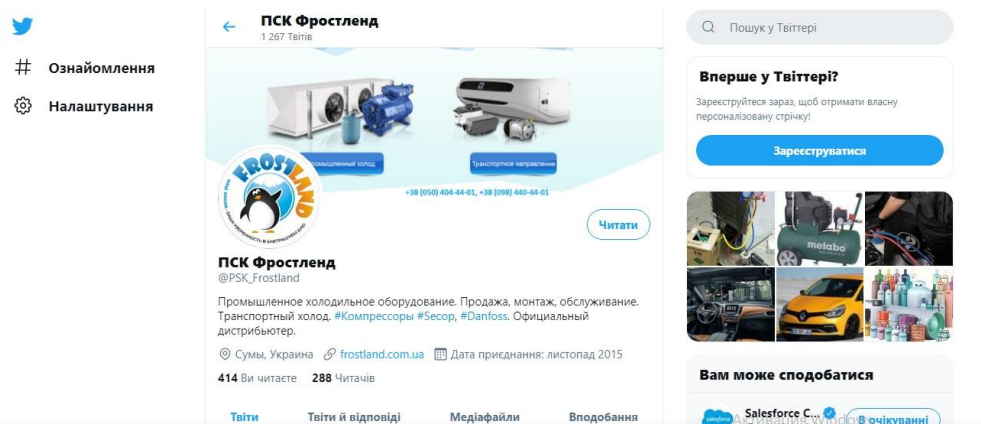 ПСК Фростленд
1 267 Твітів
Пошук у Твіттері
Ознайомлення
Налаштування
Вперше у Твіттері?
Зареєструйтеся зараз, щоб отримати власну
персоналізовану стрічку!
Зареєструватися
Транспортное направление
+38 (050) 404-44-01, +38 (098) 440-44-01
FROSTLAND
Читати
metabo
ПСК Фростленд
@PSK_Frostland
Промышленное холодильное оборудование. Продажа, монтаж, обслуживание.
Транспортный холод. #Компрессоры #Secop, #Danfoss. Официальный
дистрибьютер.
Сумы, Украина frostland.com.ua Дата приєднання: листопад 2015
414 Ви читаєте 288 Читачів
Твіти Твіти й відповіді Медіафайли Вподобання
Вам може сподобатися
Salesforce C...
В очікуванні
Активация Windows